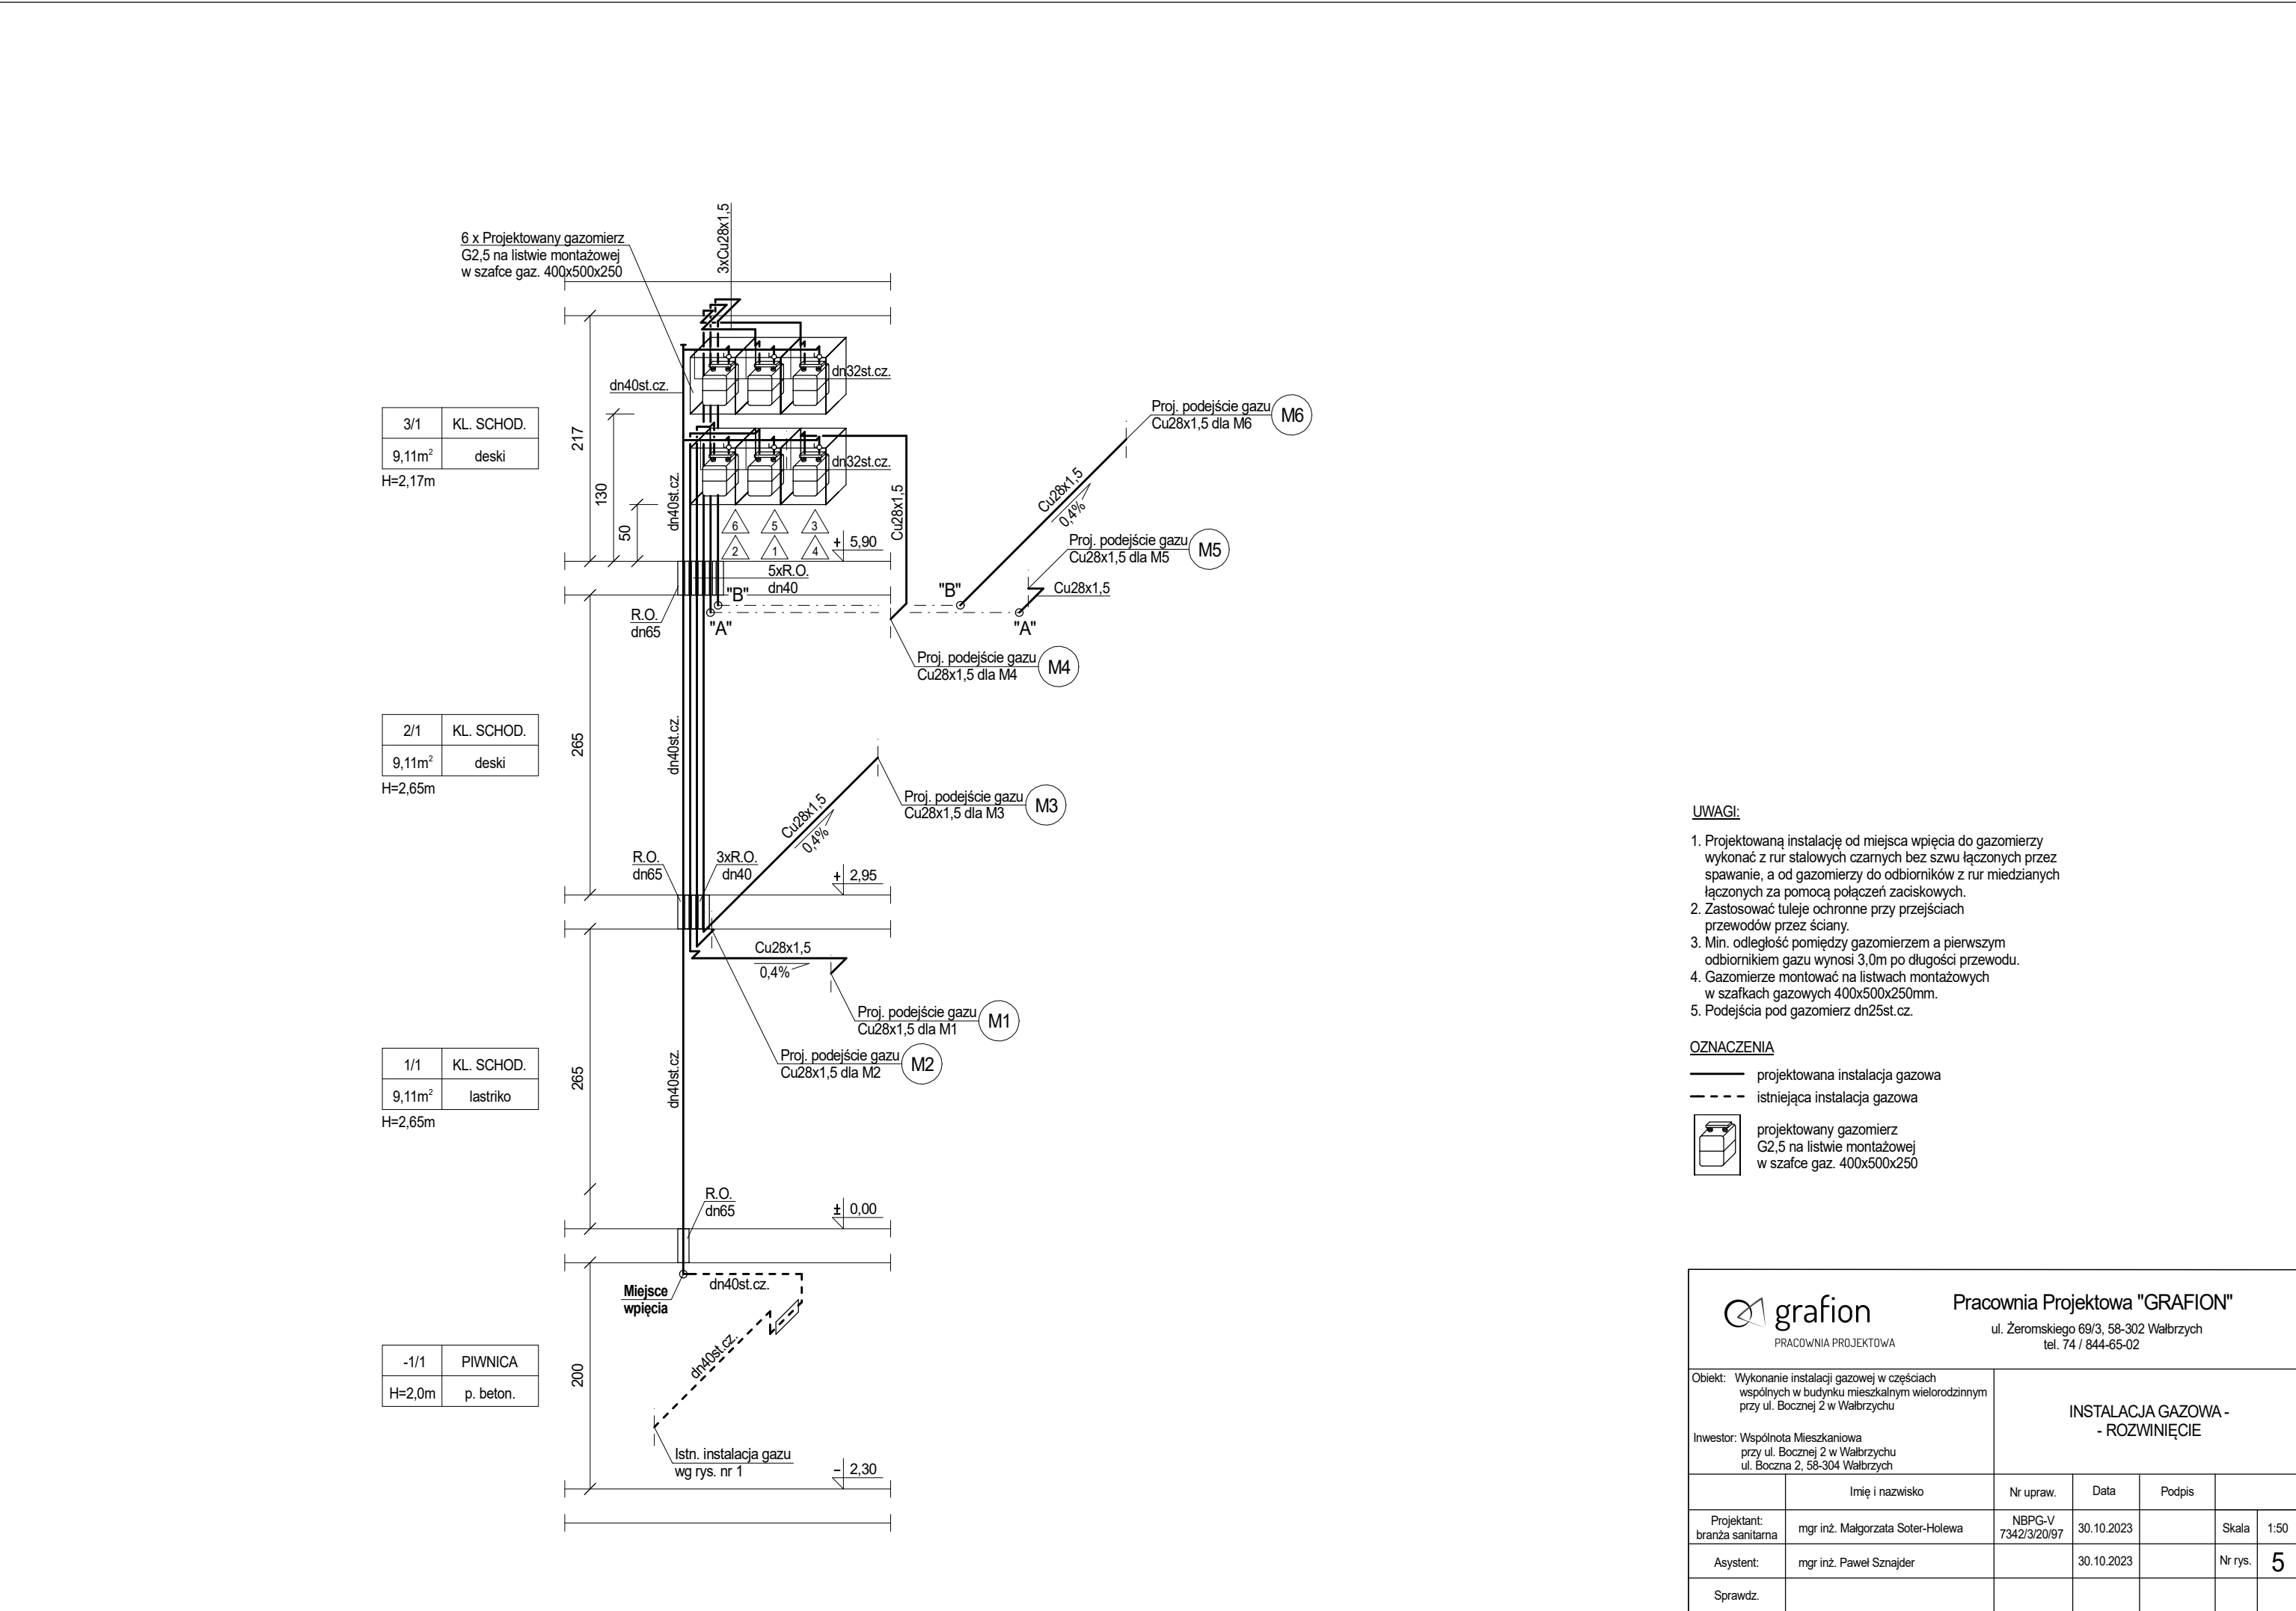 3xCu28x1,5
6 x Projektowany gazomierz
G2,5 na listwie montażowej
w szafce gaz. 400x500x250
dn40st.cz.
dn32st.cz.
3/1 KL. SCHOD.
9,11m² deski
H=2,17m
217
130
50
dn40st.cz.
dn32st.cz.
Cu28x1,5
6 5 3
2 1 4
+ 5,90
5xR.O.
dn40
R.O.
dn65
"B"
"A"
"B"
"A"
Proj. podejście gazu
Cu28x1,5 dla M6
M6
Cu28x1,5
0,4%
Proj. podejście gazu
Cu28x1,5 dla M5
M5
Cu28x1,5
Proj. podejście gazu
Cu28x1,5 dla M4
M4
2/1 KL. SCHOD.
9,11m² deski
H=2,65m
265
dn40st.cz.
Proj. podejście gazu
Cu28x1,5 dla M3
M3
Cu28x1,5
0,4%
R.O.
dn65
3xR.O.
dn40
+ 2,95
Cu28x1,5
0,4%
Proj. podejście gazu
Cu28x1,5 dla M1
M1
Proj. podejście gazu
Cu28x1,5 dla M2
M2
1/1 KL. SCHOD.
9,11m² lastriko
H=2,65m
265
dn40st.cz.
R.O.
dn65
± 0,00
Miejsce
wpięcia
dn40st.cz.
dn40st.cz.
-1/1 PIWNICA
H=2,0m p. beton.
200
Istn. instalacja gazu
wg rys. nr 1
− 2,30
UWAGI:
1. Projektowaną instalację od miejsca wpięcia do gazomierzy
wykonać z rur stalowych czarnych bez szwu łączonych przez
spawanie, a od gazomierzy do odbiorników z rur miedzianych
łączonych za pomocą połączeń zaciskowych.
2. Zastosować tuleje ochronne przy przejściach
przewodów przez ściany.
3. Min. odległość pomiędzy gazomierzem a pierwszym
odbiornikiem gazu wynosi 3,0m po długości przewodu.
4. Gazomierze montować na listwach montażowych
w szafkach gazowych 400x500x250mm.
5. Podejścia pod gazomierz dn25st.cz.
OZNACZENIA
projektowana instalacja gazowa
istniejąca instalacja gazowa
projektowany gazomierz
G2,5 na listwie montażowej
w szafce gaz. 400x500x250
grafion
PRACOWNIA PROJEKTOWA
Pracownia Projektowa "GRAFION"
ul. Żeromskiego 69/3, 58-302 Wałbrzych
tel. 74 / 844-65-02
Obiekt: Wykonanie instalacji gazowej w częściach
wspólnych w budynku mieszkalnym wielorodzinnym
przy ul. Bocznej 2 w Wałbrzychu
Inwestor: Wspólnota Mieszkaniowa
przy ul. Bocznej 2 w Wałbrzychu
ul. Boczna 2, 58-304 Wałbrzych
INSTALACJA GAZOWA -
- ROZWINIĘCIE
Imię i nazwisko Nr upraw. Data Podpis
Projektant:
branża sanitarna
mgr inż. Małgorzata Soter-Holewa
NBPG-V
7342/3/20/97
30.10.2023
Skala 1:50
Asystent: mgr inż. Paweł Sznajder 30.10.2023 Nr rys. 5
Sprawdz.